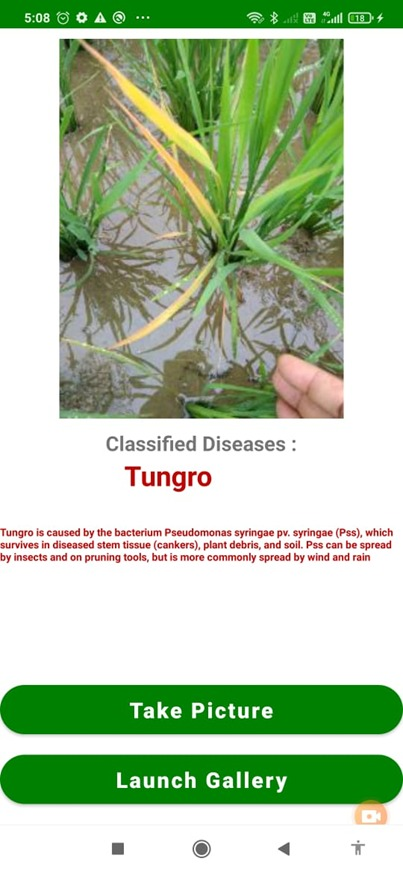 5:08
4G
18
Classified Diseases :
Tungro
Tungro is caused by the bacterium Pseudomonas syringae pv. syringae (Pss), which
survives in diseased stem tissue (cankers), plant debris, and soil. Pss can be spread
by insects and on pruning tools, but is more commonly spread by wind and rain
Take Picture
Launch Gallery